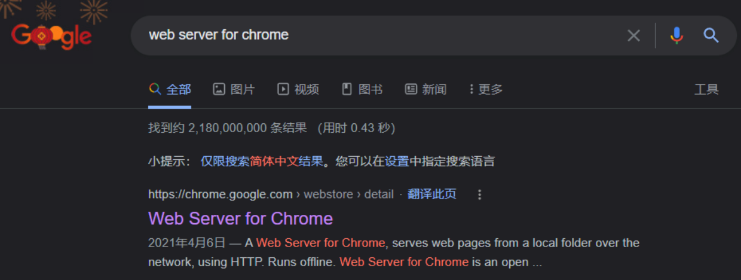 Google
web server for chrome
全部 图片 视频 图书 新闻 更多 工具
找到约 2,180,000,000 条结果 （用时 0.43 秒）
小提示： 仅限搜索简体中文结果。您可以在设置中指定搜索语言
https://chrome.google.com › webstore › detail · 翻译此页
Web Server for Chrome
2021年4月6日 — A Web Server for Chrome, serves web pages from a local folder over the
network, using HTTP. Runs offline. Web Server for Chrome is an open ...